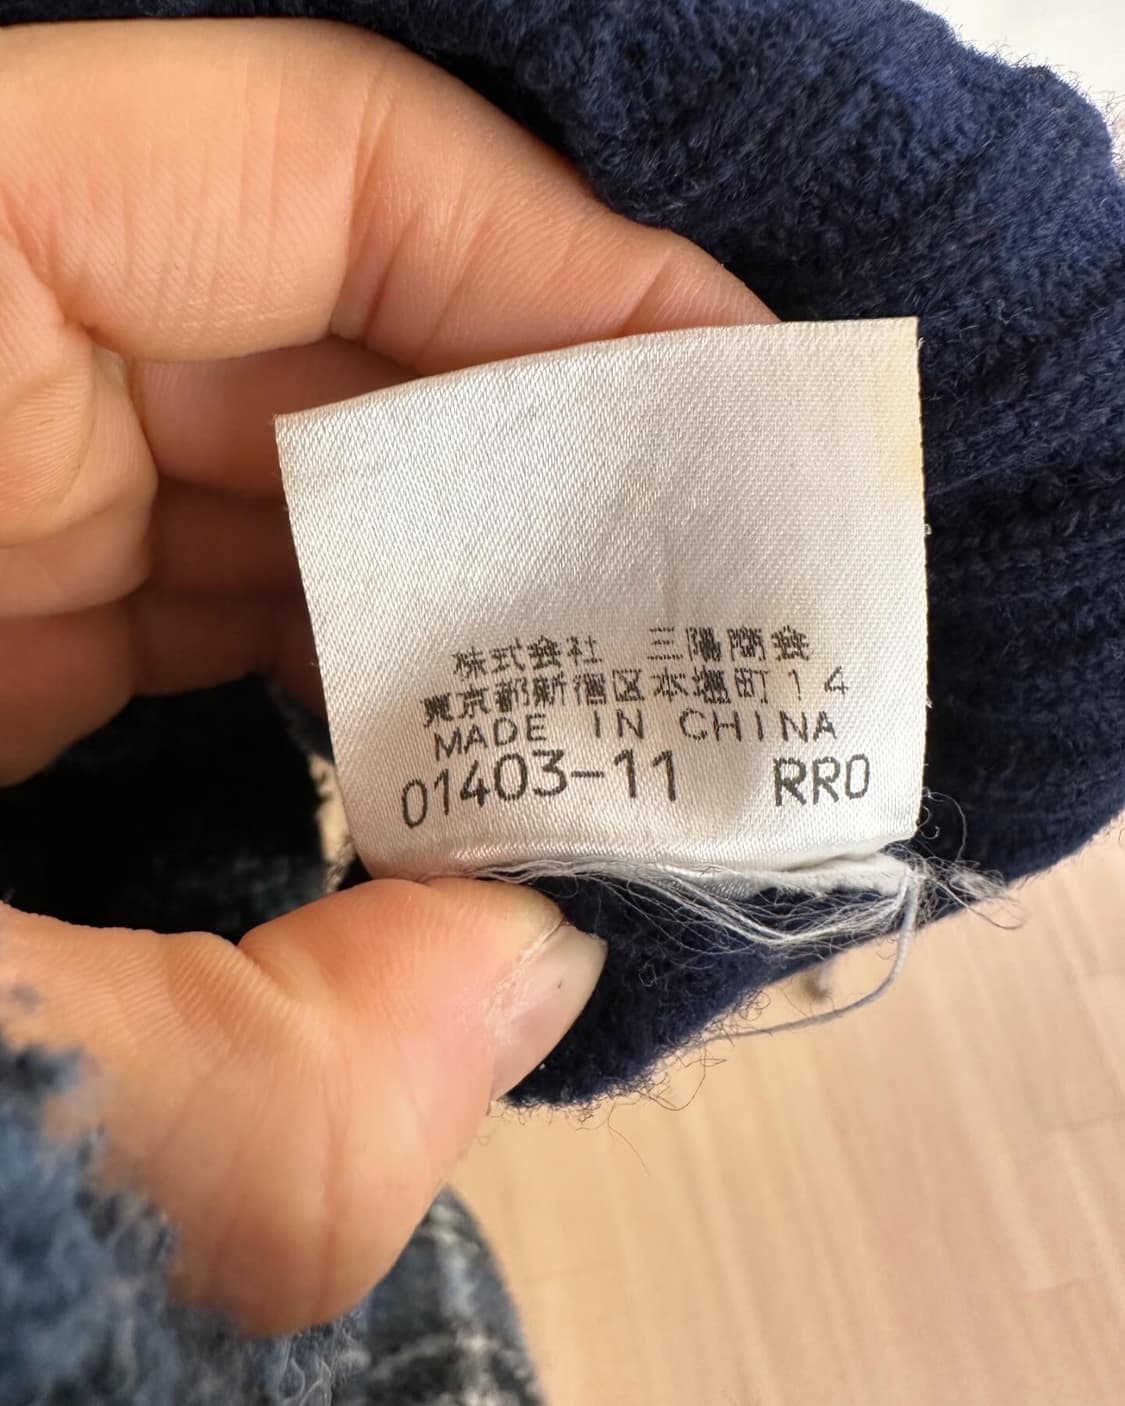 株式会社 三陽商会
東京都新宿区本塩町14
MADE IN CHINA
01403-11 RRO